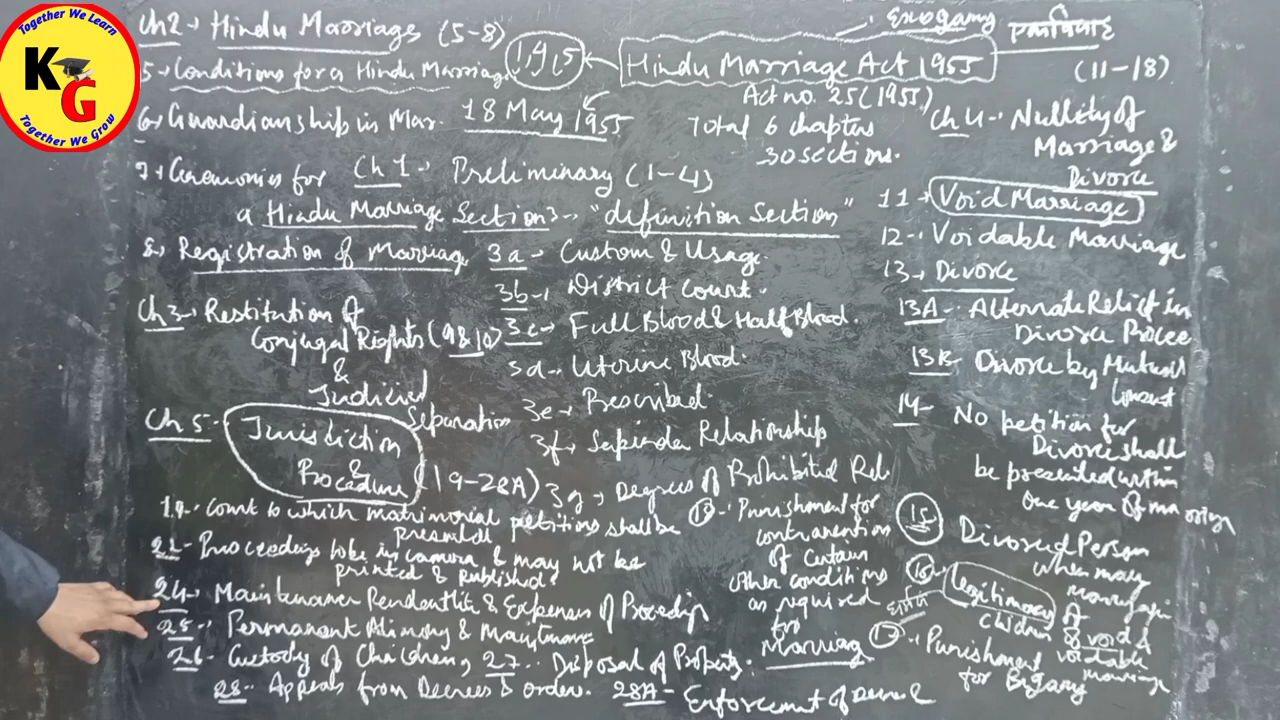 Together We Learn
KG
Together We Grow
Ch2 - Hindu Marriages (5-8)
5 - Conditions for a Hindu Marriage
6. Guardianship in Mar.
7. Ceremonies for
a Hindu Marriage
8. Registration of Marriage
Ch3 - Restitution of
Conjugal Rights (9 & 10)
&
Judicial
Separation
Exogamy
Hindu Marriage Act 1955
Act no. 25 (1955)
18 May 1955
Total 6 chapters
30 sections.
Ch 1 - Preliminary (1-4)
Section 3 - "definition Section"
3a - Custom & Usage
3b - District Court.
3c - Full Blood & Half Blood.
3d - Uterine Blood.
3e - Prescribed
3f - Sapinda Relationship
3g - Degrees of Prohibited Rel
(11-18)
Ch 4 - Nullity of
Marriage &
Divorce
11 - Void Marriage
12 - Voidable Marriage
13 - Divorce
13A - Alternate Relief in
Divorce Procee
13B - Divorce by Mutual
Consent
14 - No petition for
Divorce shall
be presented within
one year of marriage
15 Divorced Person
when may
marry again
16 Legitimacy of
children of void &
voidable
marriage
17 - Punishment
for Bigamy
18 - Punishment for
contravention
of certain
other conditions
as required
for
Marriag
Ch 5 - Jurisdiction
&
Procedure (19-28A)
19 - Court to which matrimonial petitions shall be
presented
22 - Proceedings to be in camera & may not be
printed & published.
24 - Maintenance Pendentlite & Expenses of Proceedings
25 - Permanant Alimony & Maintenance
26 - Custody of Children, 27 - Disposal of Property.
28 - Appeals from Decrees & orders. 28A - Enforcement of Decree &